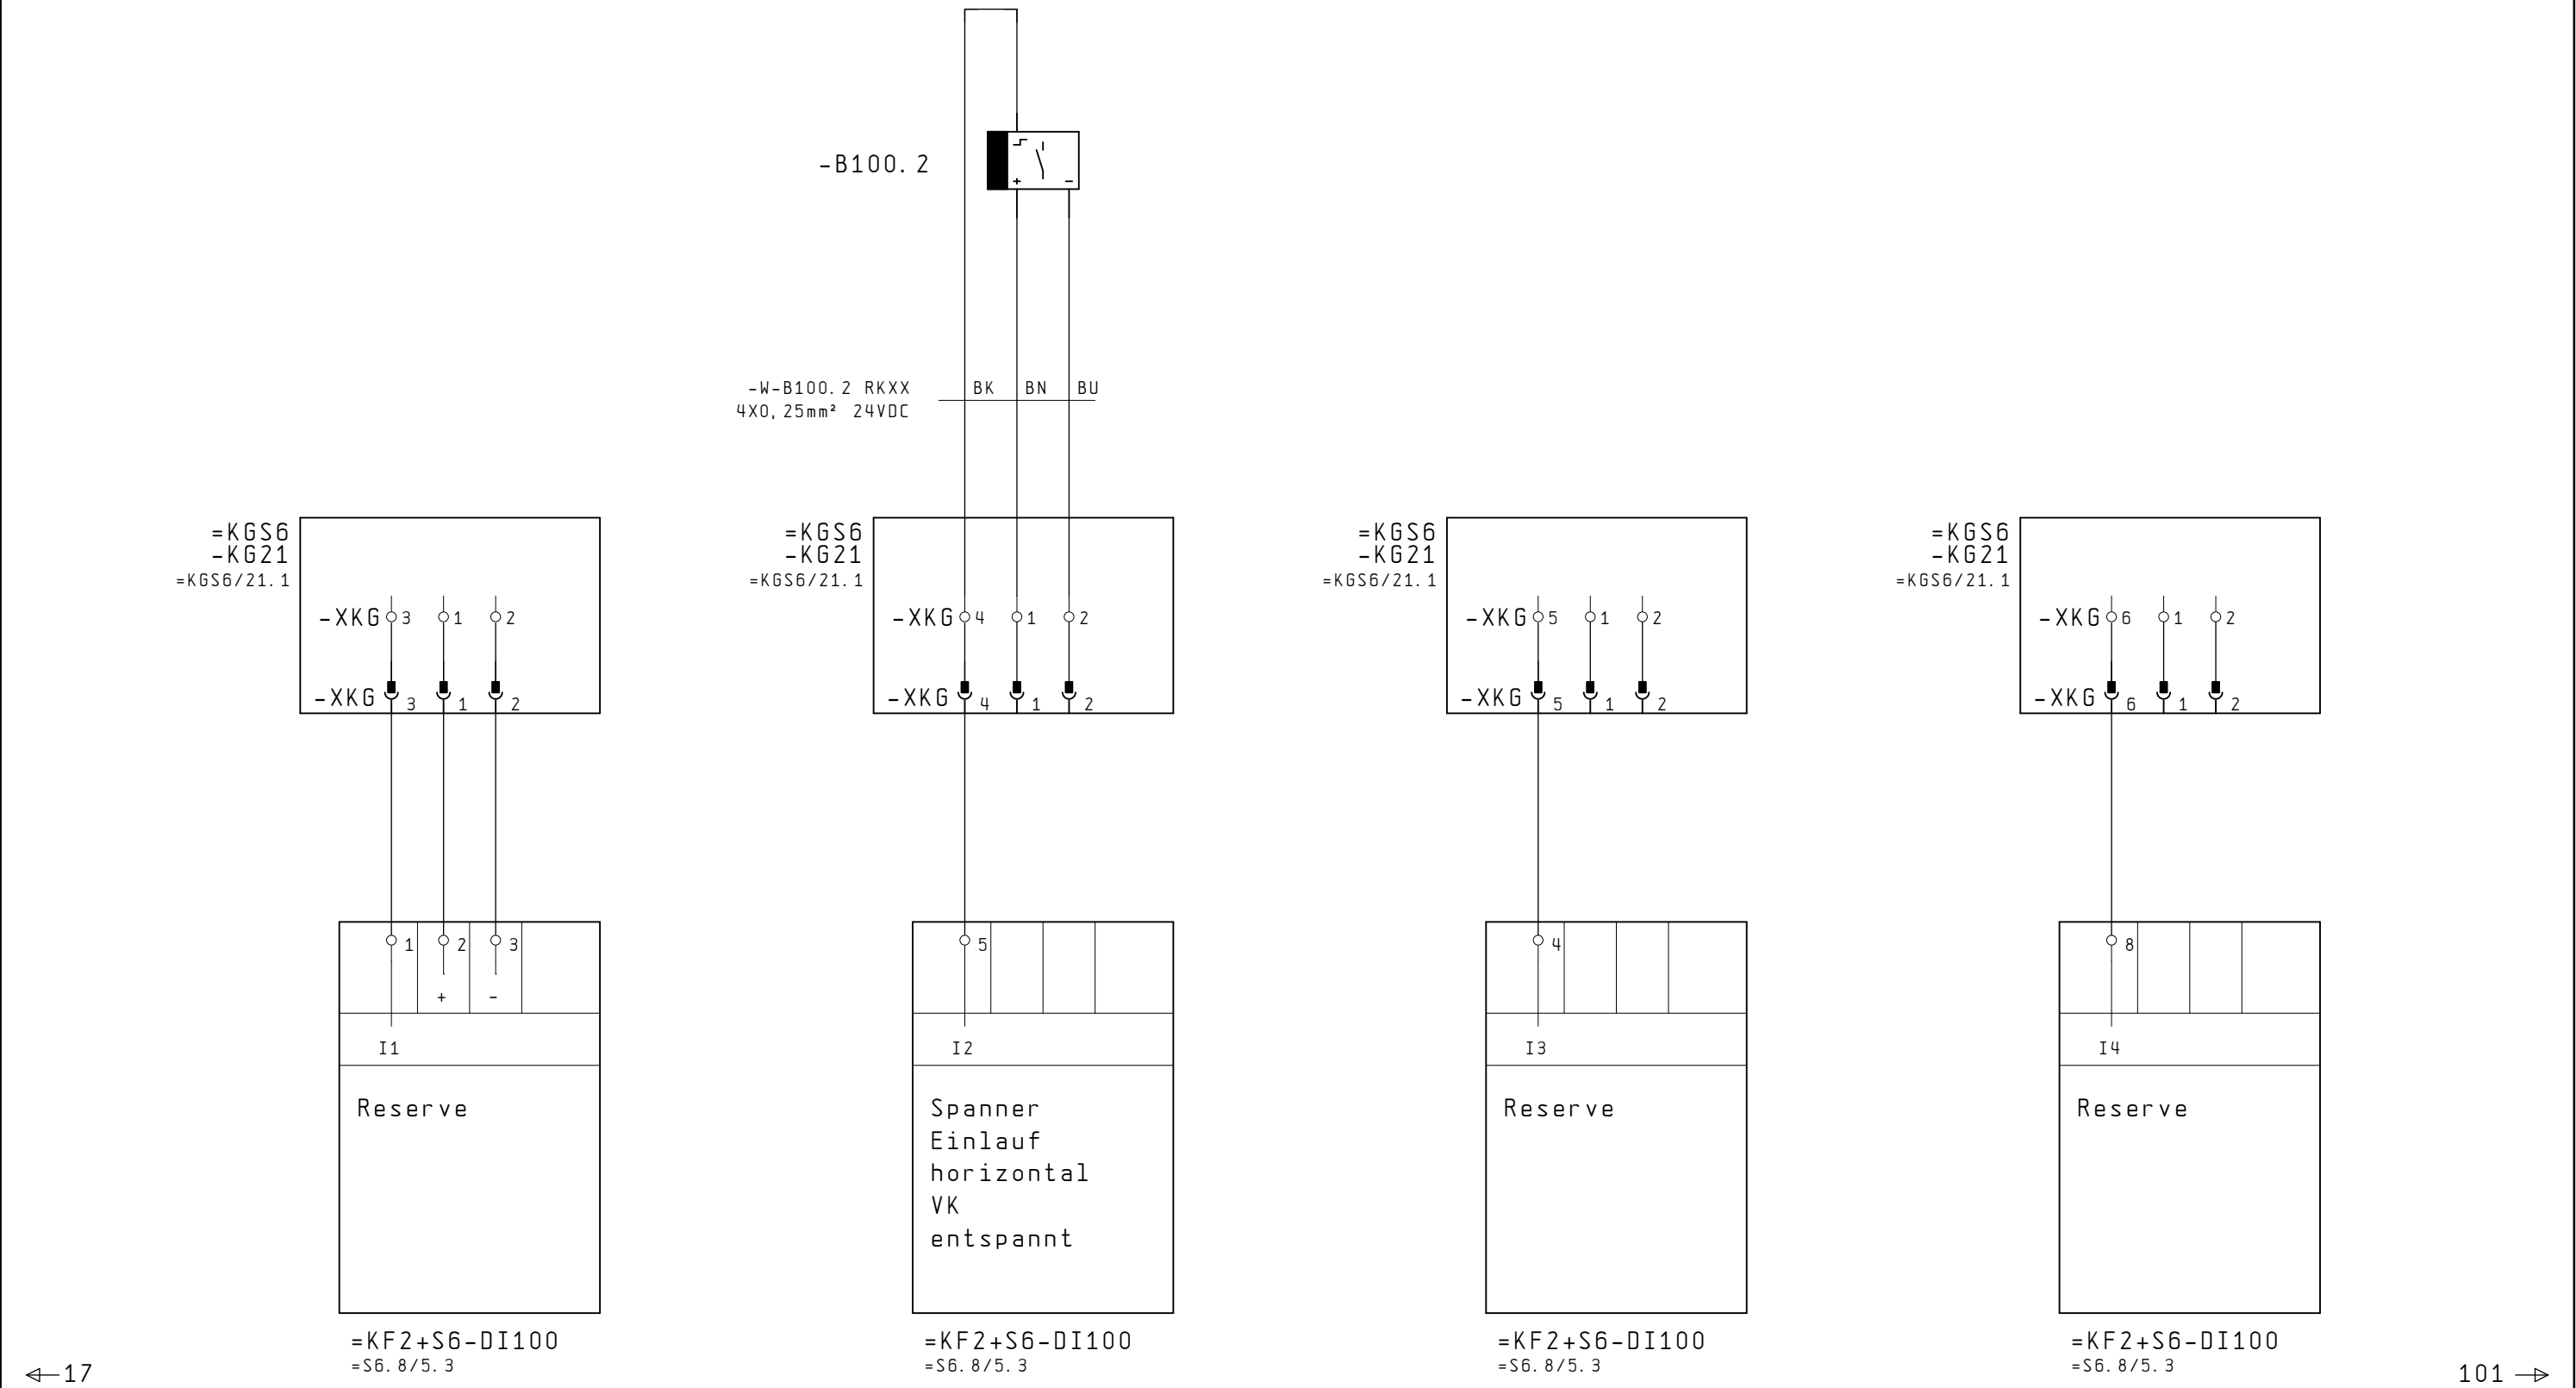 -B100.2
+ -
-W-B100.2 RKXX
4X0,25mm² 24VDC
BK BN BU
=KGS6
-KG21
=KGS6/21.1
-XKG 3 1 2
-XKG 3 1 2
=KGS6
-KG21
=KGS6/21.1
-XKG 4 1 2
-XKG 4 1 2
=KGS6
-KG21
=KGS6/21.1
-XKG 5 1 2
-XKG 5 1 2
=KGS6
-KG21
=KGS6/21.1
-XKG 6 1 2
-XKG 6 1 2
1 2 3
+ -
I1
Reserve
=KF2+S6-DI100
=S6.8/5.3
5
I2
Spanner
Einlauf
horizontal
VK
entspannt
=KF2+S6-DI100
=S6.8/5.3
4
I3
Reserve
=KF2+S6-DI100
=S6.8/5.3
8
I4
Reserve
=KF2+S6-DI100
=S6.8/5.3
17
101